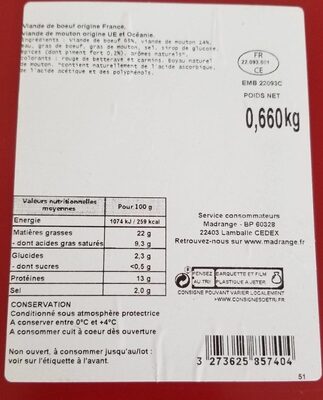 Viande de boeuf origine France.
Viande de mouton origine UE et Océanie.
Ingrédients : viande de boeuf 68%, viande de mouton 14%,
eau, gras de boeuf, gras de mouton, sel, sirop de glucose,
épices (dont piment fort 0,2%), arômes naturels*,
colorants : rouge de betterave et carmins, boyau naturel
de mouton. *contient naturellement de l'acide ascorbique,
de l'acide acétique et des polyphénols.
FR
22.093.001
CE
EMB 22093C
POIDS NET
0,660kg
Valeurs nutritionnelles
moyennes
Pour 100 g
Energie
1074 kJ / 259 kcal
Matières grasses
22 g
- dont acides gras saturés
9,3 g
Glucides
2,3 g
- dont sucres
<0,5 g
Protéines
13 g
Sel
2,0 g
Service consommateurs
Madrange - BP 60328
22403 Lamballe CEDEX
Retrouvez-nous sur www.madrange.fr
PENSEZ
AU TRI
BARQUETTE ET FILM
PLASTIQUE A JETER
CONSIGNE POUVANT VARIER LOCALEMENT
>WWW.CONSIGNESDETRI.FR
CONSERVATION
Conditionné sous atmosphère protectrice
A conserver entre 0°C et +4°C
A consommer cuit à coeur dès ouverture
Non ouvert, à consommer jusqu'au/lot :
voir sur l'étiquette à l'avant.
3 273625 857404
51